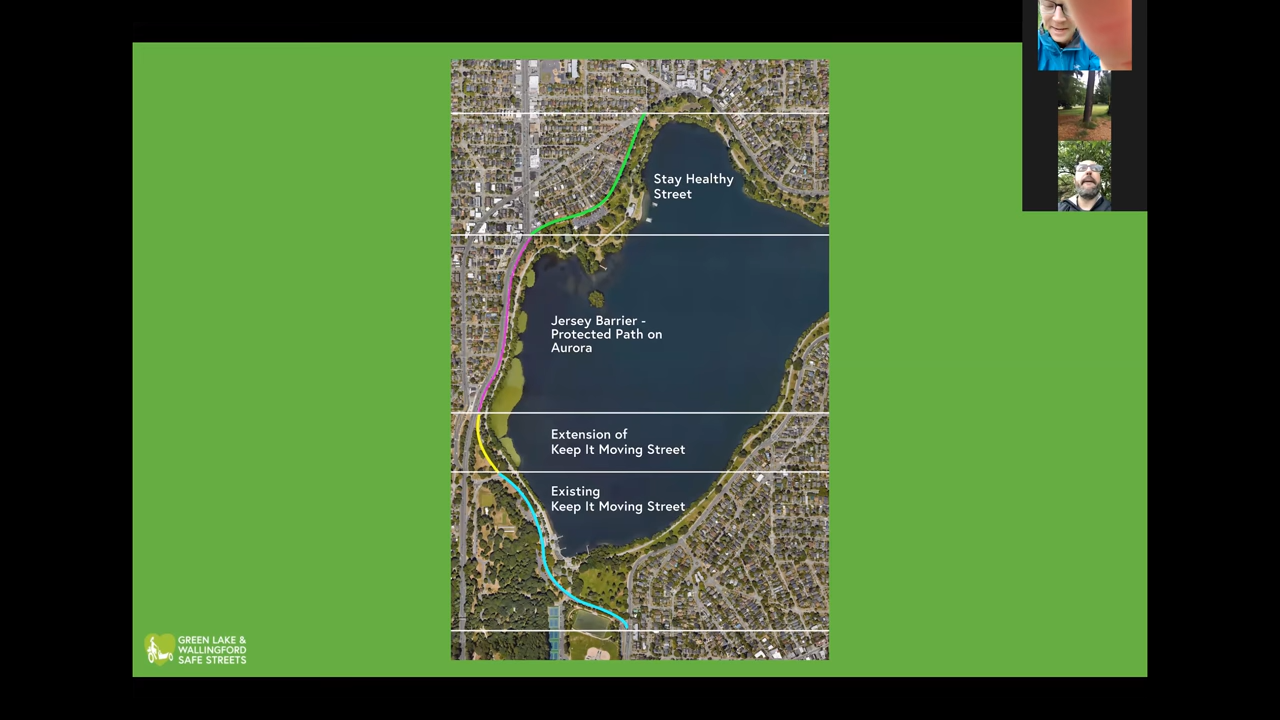 Stay Healthy
Street
Jersey Barrier -
Protected Path on
Aurora
Extension of
Keep It Moving Street
Existing
Keep It Moving Street
GREEN LAKE &
WALLINGFORD
SAFE STREETS